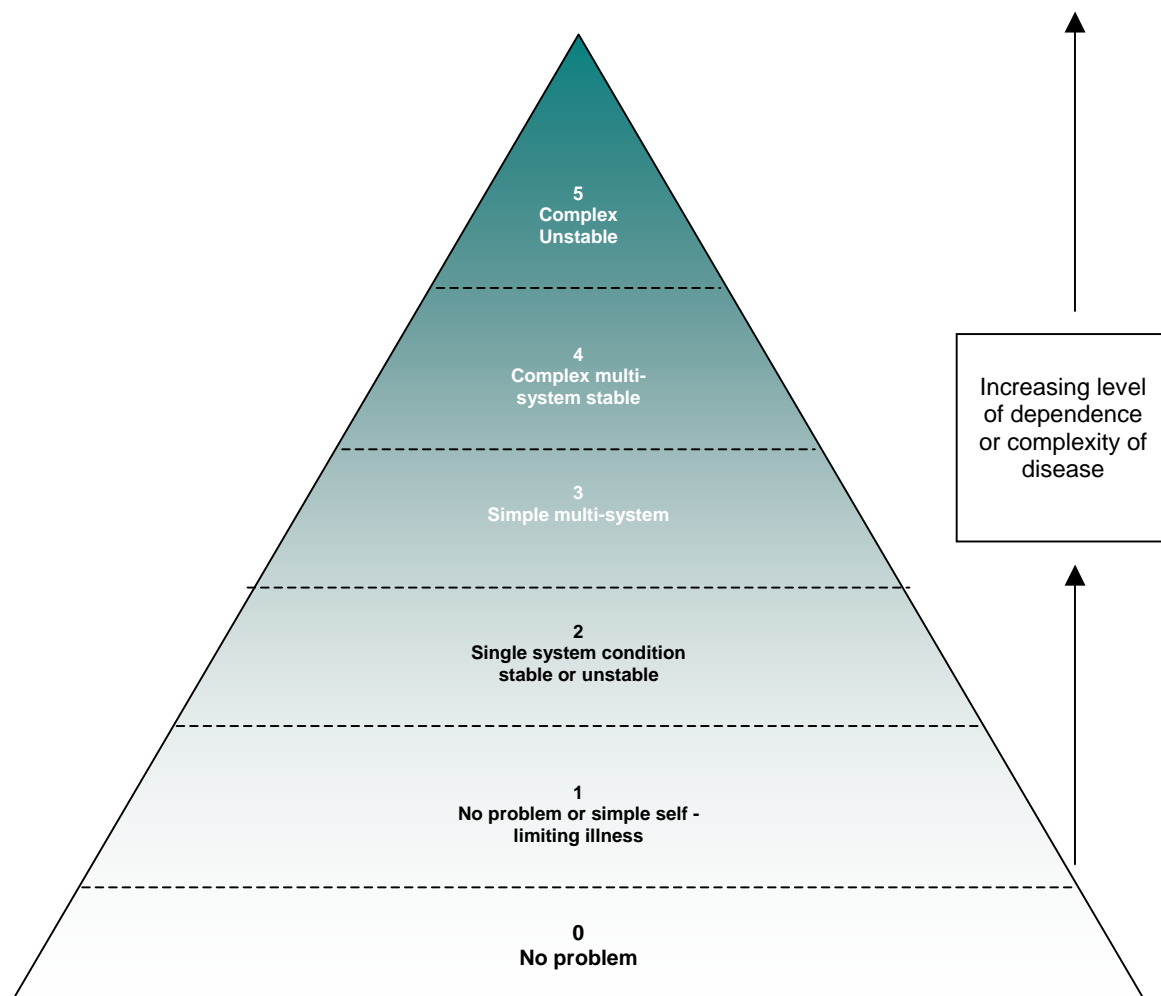 5
Complex
Unstable
4
Complex multi-
system stable
3
Simple multi-system
2
Single system condition
stable or unstable
1
No problem or simple self -
limiting illness
0
No problem
Increasing level
of dependence
or complexity of
disease